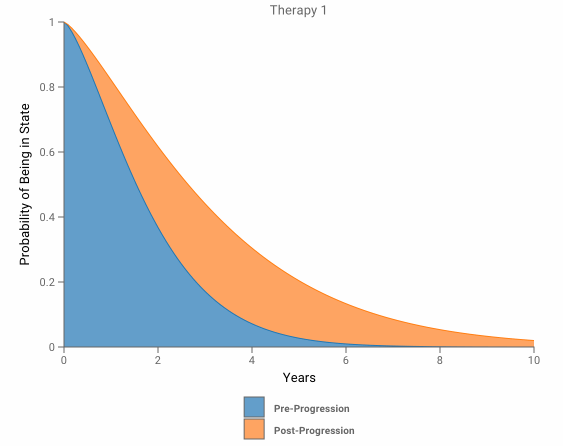 Therapy 1
Probability of Being in State
1
0.8
0.6
0.4
0.2
0
0 2 4 6 8 10
Years
Pre-Progression
Post-Progression